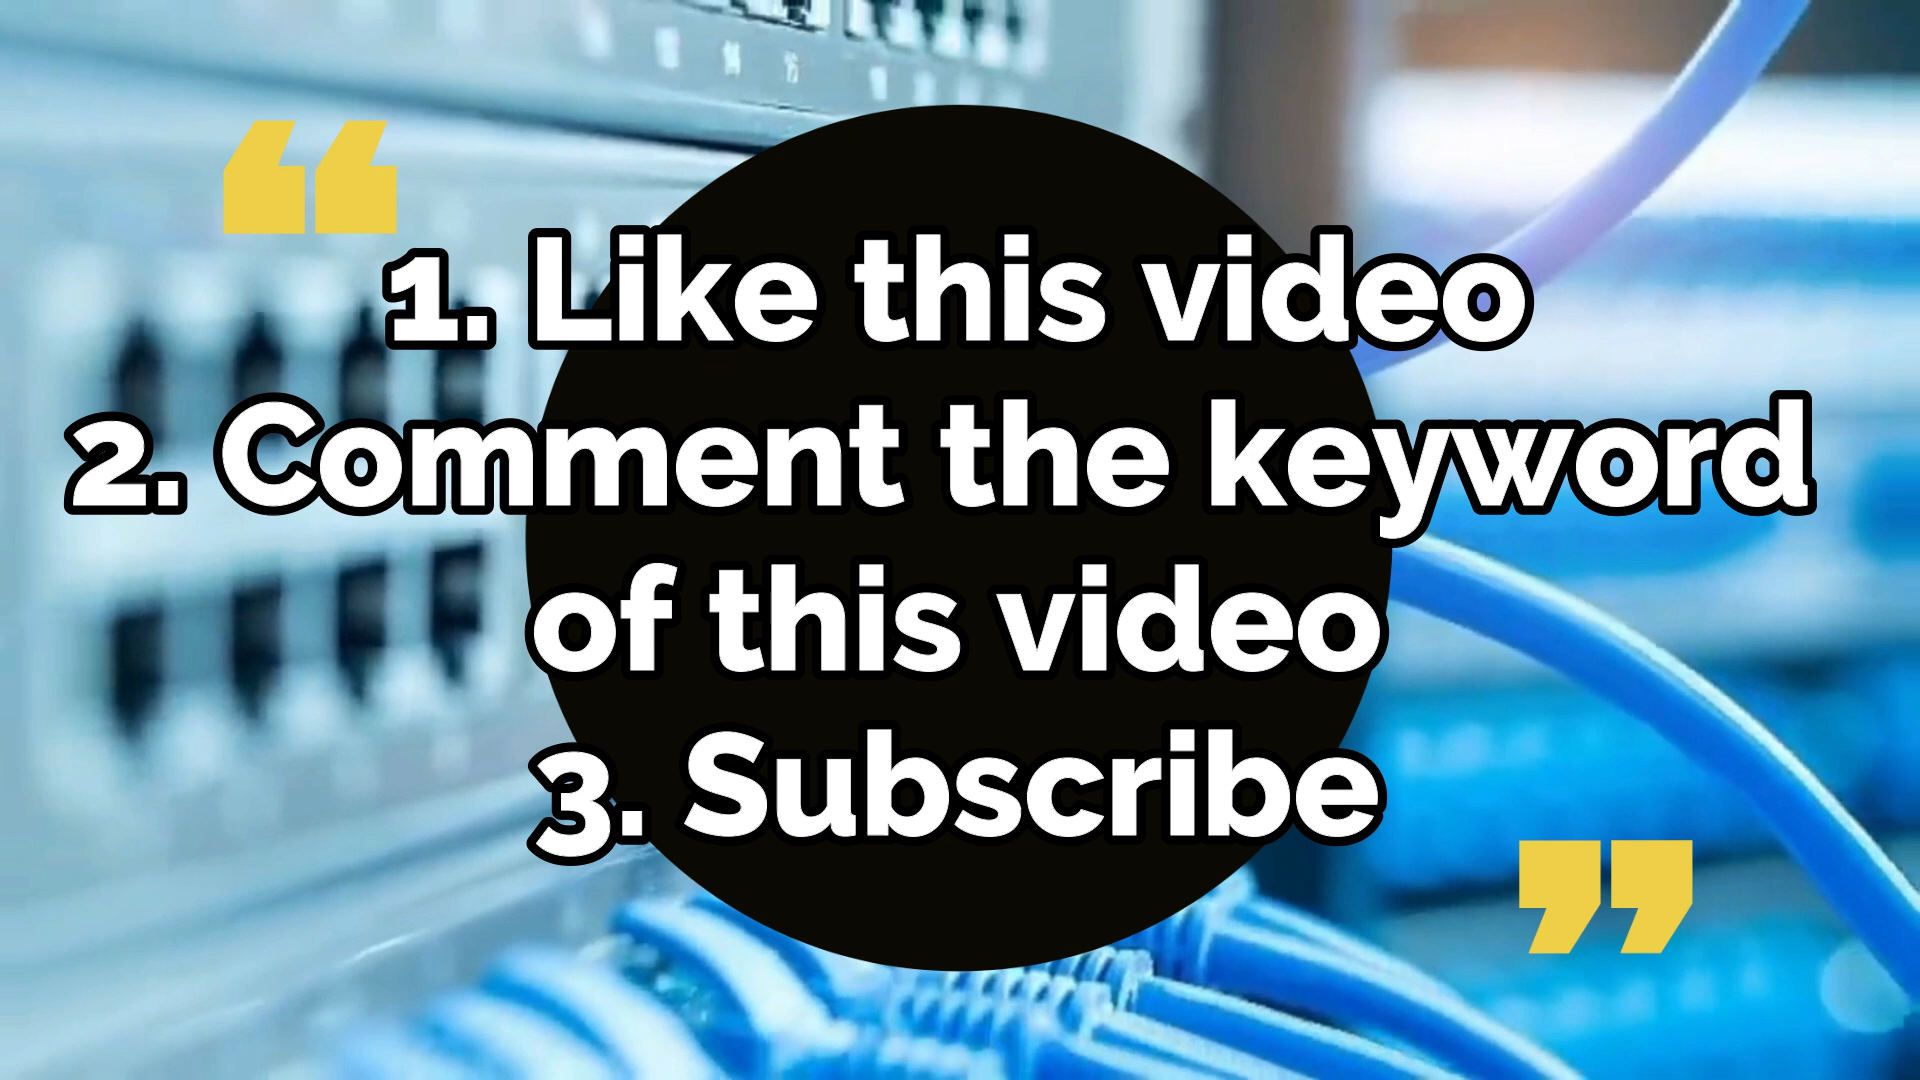 “
1. Like this video
2. Comment the keyword
of this video
3. Subscribe
”